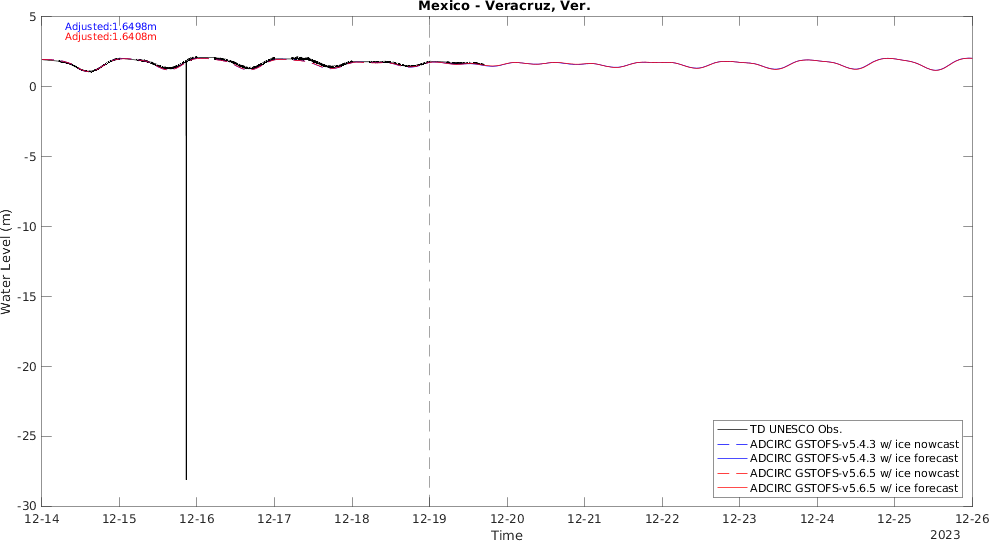 Mexico - Veracruz, Ver.
Adjusted:1.6498m
Adjusted:1.6408m
5
0
-5
-10
-15
-20
-25
-30
Water Level (m)
TD UNESCO Obs.
ADCIRC GSTOFS-v5.4.3 w/ ice nowcast
ADCIRC GSTOFS-v5.4.3 w/ ice forecast
ADCIRC GSTOFS-v5.6.5 w/ ice nowcast
ADCIRC GSTOFS-v5.6.5 w/ ice forecast
12-14 12-15 12-16 12-17 12-18 12-19 12-20 12-21 12-22 12-23 12-24 12-25 12-26
Time
2023